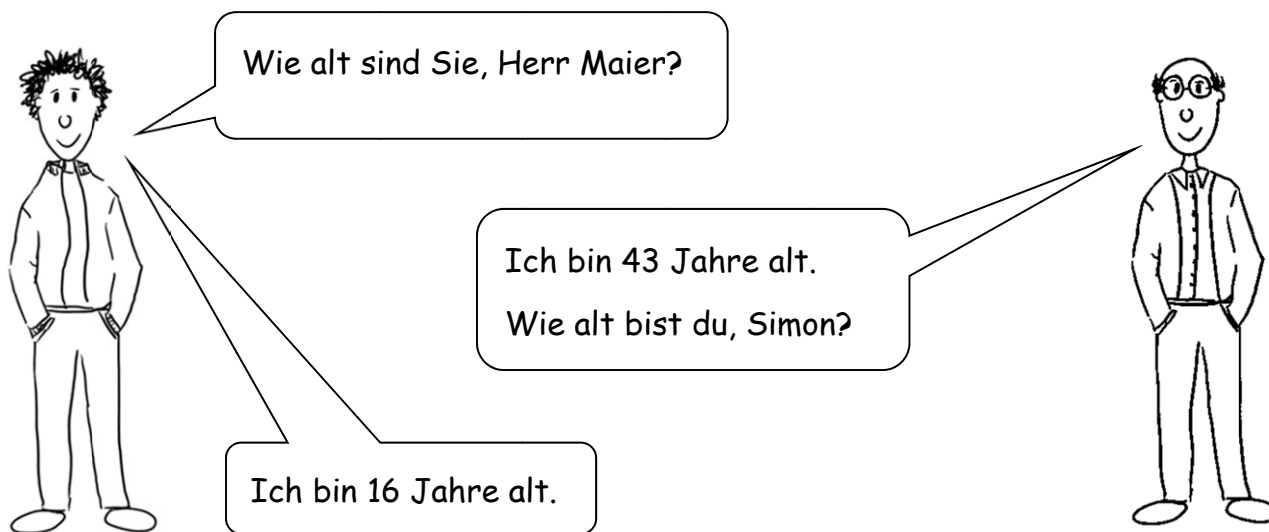 Wie alt sind Sie, Herr Maier?
Ich bin 43 Jahre alt.
Wie alt bist du, Simon?
Ich bin 16 Jahre alt.